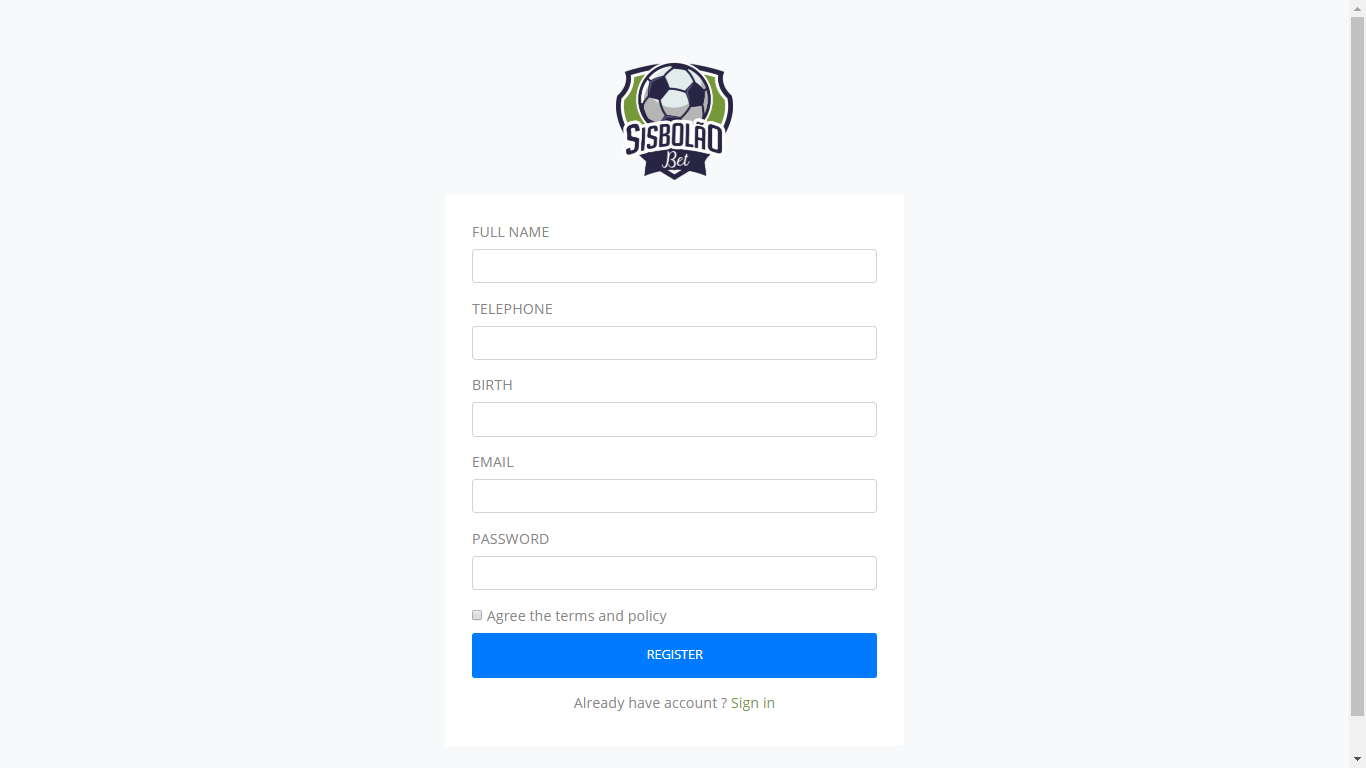 SISBOLÃO
Bet
FULL NAME
TELEPHONE
BIRTH
EMAIL
PASSWORD
Agree the terms and policy
REGISTER
Already have account ? Sign in